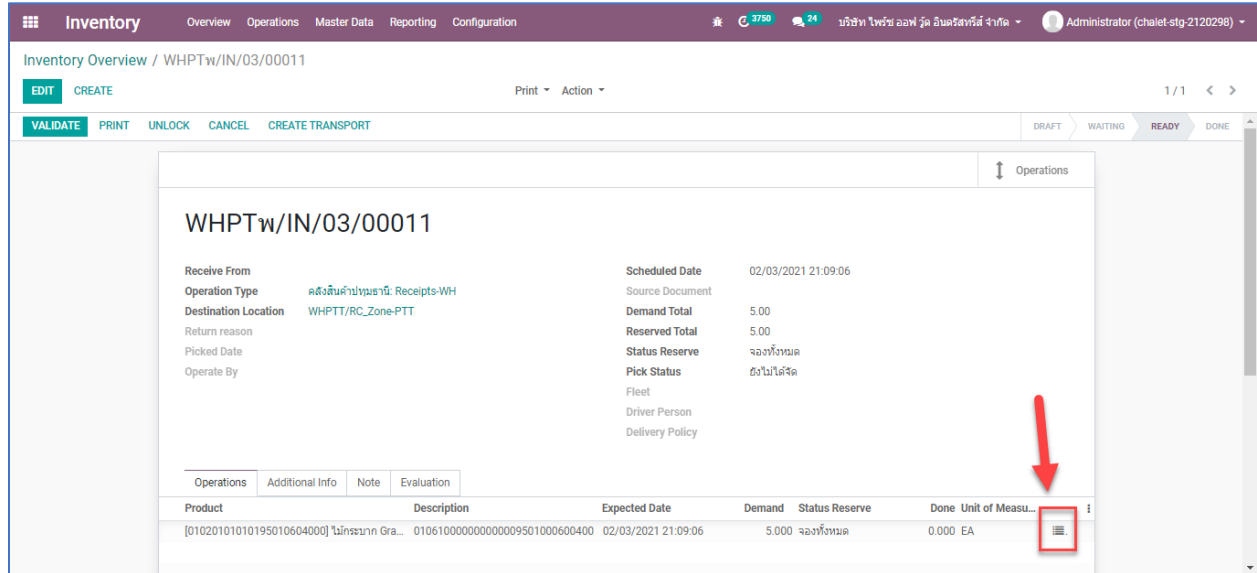 Inventory Overview Operations Master Data Reporting Configuration 3750 24 บริษัท ไพร้ซ ออฟ วู้ด อินดรัสทรีส์ จำกัด Administrator (chalet-stg-2120298)
Inventory Overview / WHPTพ/IN/03/00011
EDIT CREATE Print Action 1 / 1
VALIDATE PRINT UNLOCK CANCEL CREATE TRANSPORT DRAFT WAITING READY DONE
Operations
WHPTพ/IN/03/00011
Receive From Scheduled Date 02/03/2021 21:09:06
Operation Type คลังสินค้าปทุมธานี: Receipts-WH Source Document
Destination Location WHPTT/RC_Zone-PTT Demand Total 5.00
Return reason Reserved Total 5.00
Picked Date Status Reserve จองทั้งหมด
Operate By Pick Status ยังไม่ได้จัด
Fleet
Driver Person
Delivery Policy
Operations Additional Info Note Evaluation
Product Description Expected Date Demand Status Reserve Done Unit of Measu...
[01020101010195010604000] ไม้กระบาก Gra... 0106100000000000009501000600400 02/03/2021 21:09:06 5.000 จองทั้งหมด 0.000 EA